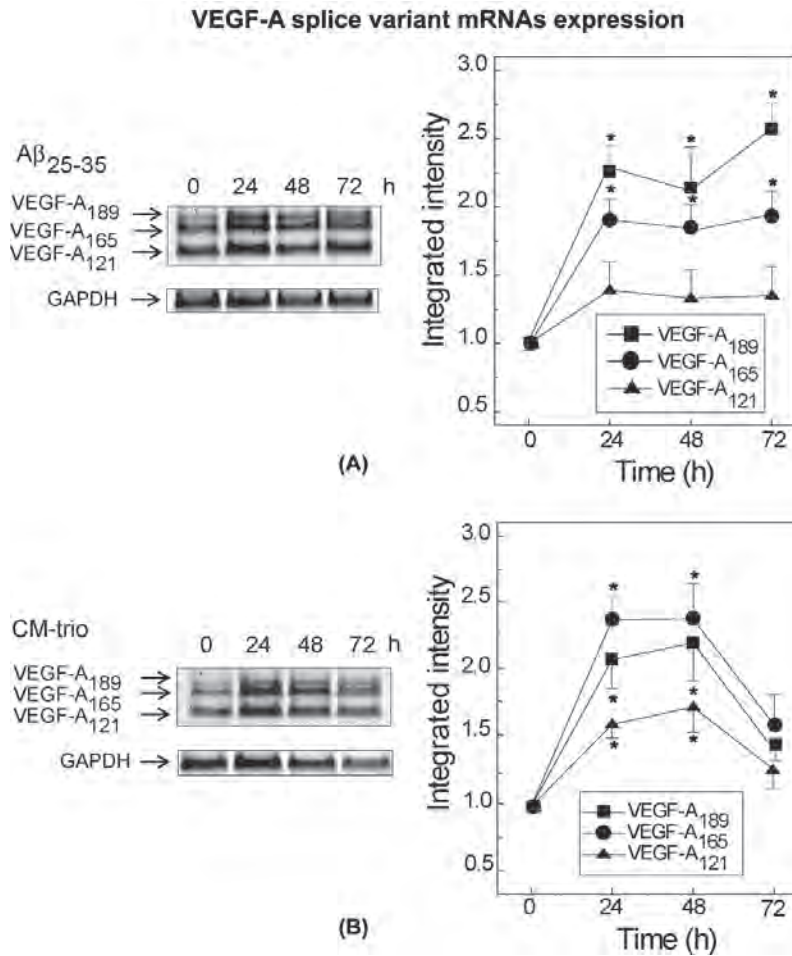 VEGF-A splice variant mRNAs expression
Aβ25-35
0 24 48 72 h
VEGF-A189
VEGF-A165
VEGF-A121
GAPDH
Integrated intensity
3.0
2.5
2.0
1.5
1.0
0.5
* * *
* * *
VEGF-A189
VEGF-A165
VEGF-A121
0 24 48 72
Time (h)
(A)
CM-trio
0 24 48 72 h
VEGF-A189
VEGF-A165
VEGF-A121
GAPDH
Integrated intensity
3.0
2.5
2.0
1.5
1.0
0.5
* *
* *
* *
VEGF-A189
VEGF-A165
VEGF-A121
0 24 48 72
Time (h)
(B)